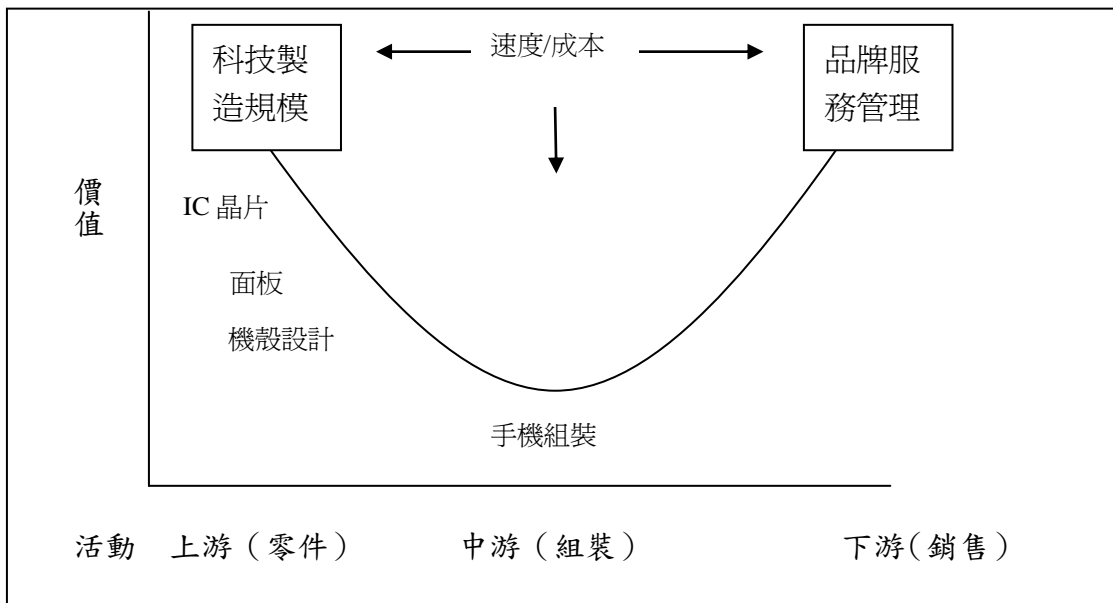 科技製
造規模
速度/成本
品牌服
務管理
價
值
IC 晶片
面板
機殼設計
手機組裝
活動 上游（零件） 中游（組裝） 下游(銷售)